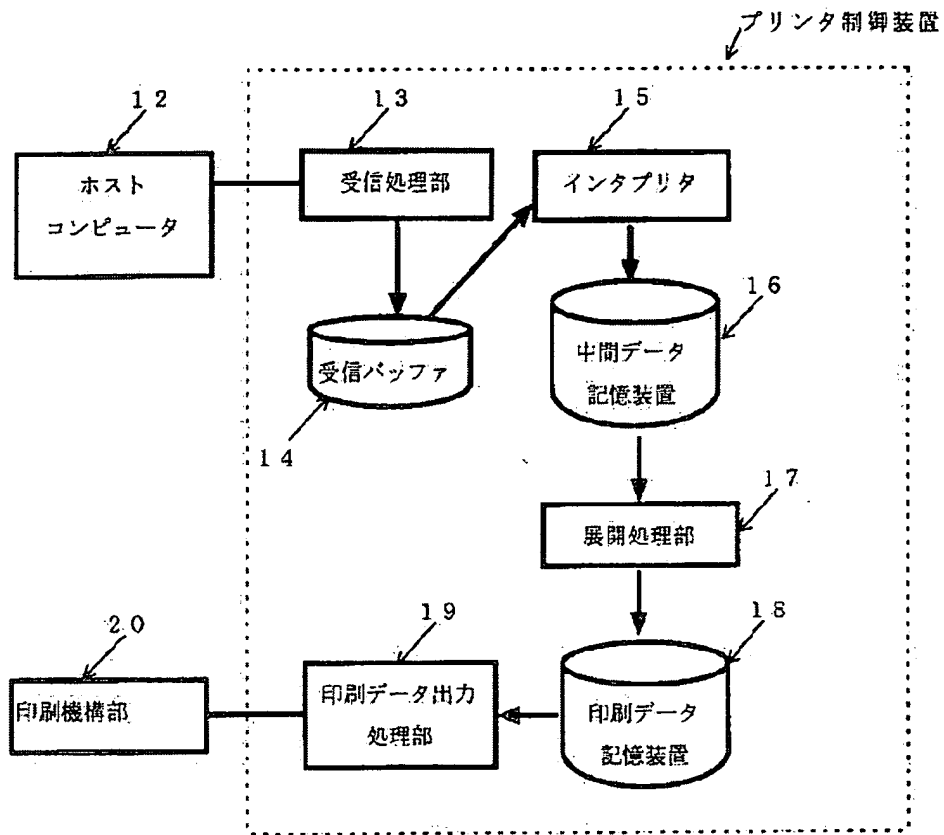 プリンタ制御装置
12
13
15
ホスト
コンピュータ
受信処理部
インタプリタ
16
受信バッファ
中間データ
記憶装置
14
17
展開処理部
20
19
18
印刷機構部
印刷データ出力
処理部
印刷データ
記憶装置